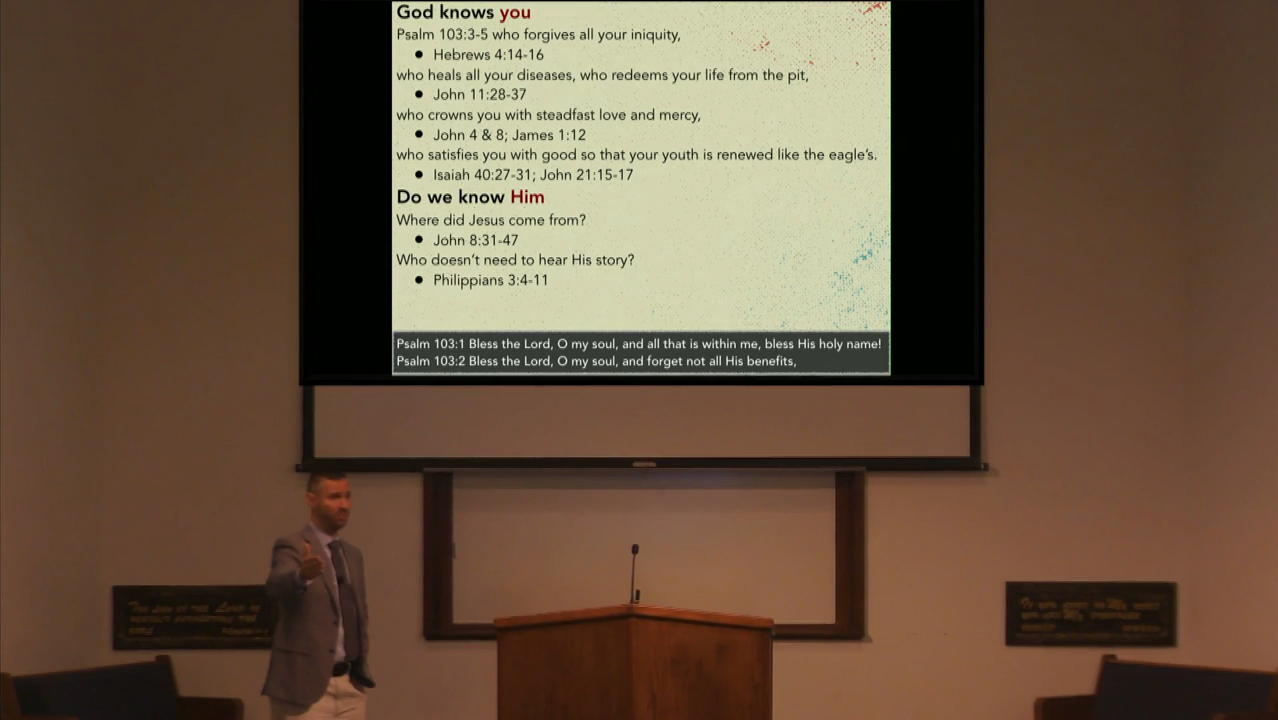 God knows you
Psalm 103:3-5 who forgives all your iniquity,
● Hebrews 4:14-16
who heals all your diseases, who redeems your life from the pit,
● John 11:28-37
who crowns you with steadfast love and mercy,
● John 4 & 8; James 1:12
who satisfies you with good so that your youth is renewed like the eagle's.
● Isaiah 40:27-31; John 21:15-17
Do we know Him
Where did Jesus come from?
● John 8:31-47
Who doesn't need to hear His story?
● Philippians 3:4-11
Psalm 103:1 Bless the Lord, O my soul, and all that is within me, bless His holy name!
Psalm 103:2 Bless the Lord, O my soul, and forget not all His benefits,
The Law of the Lord is